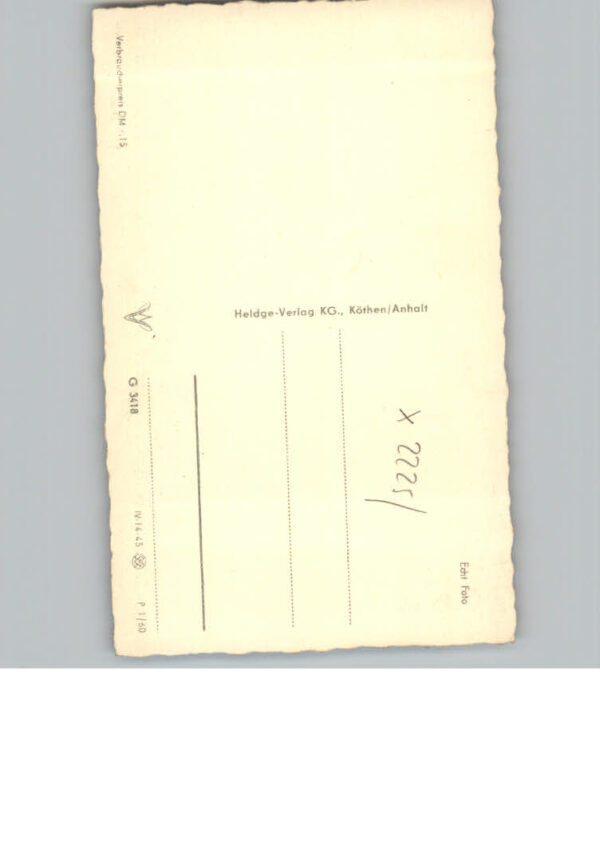 Heldge-Verlag KG., Köthen/Anhalt
X 2225/
Echt Foto
Verbraucherpreis DM -.15
G 3418
IV-14-45
P 1/60